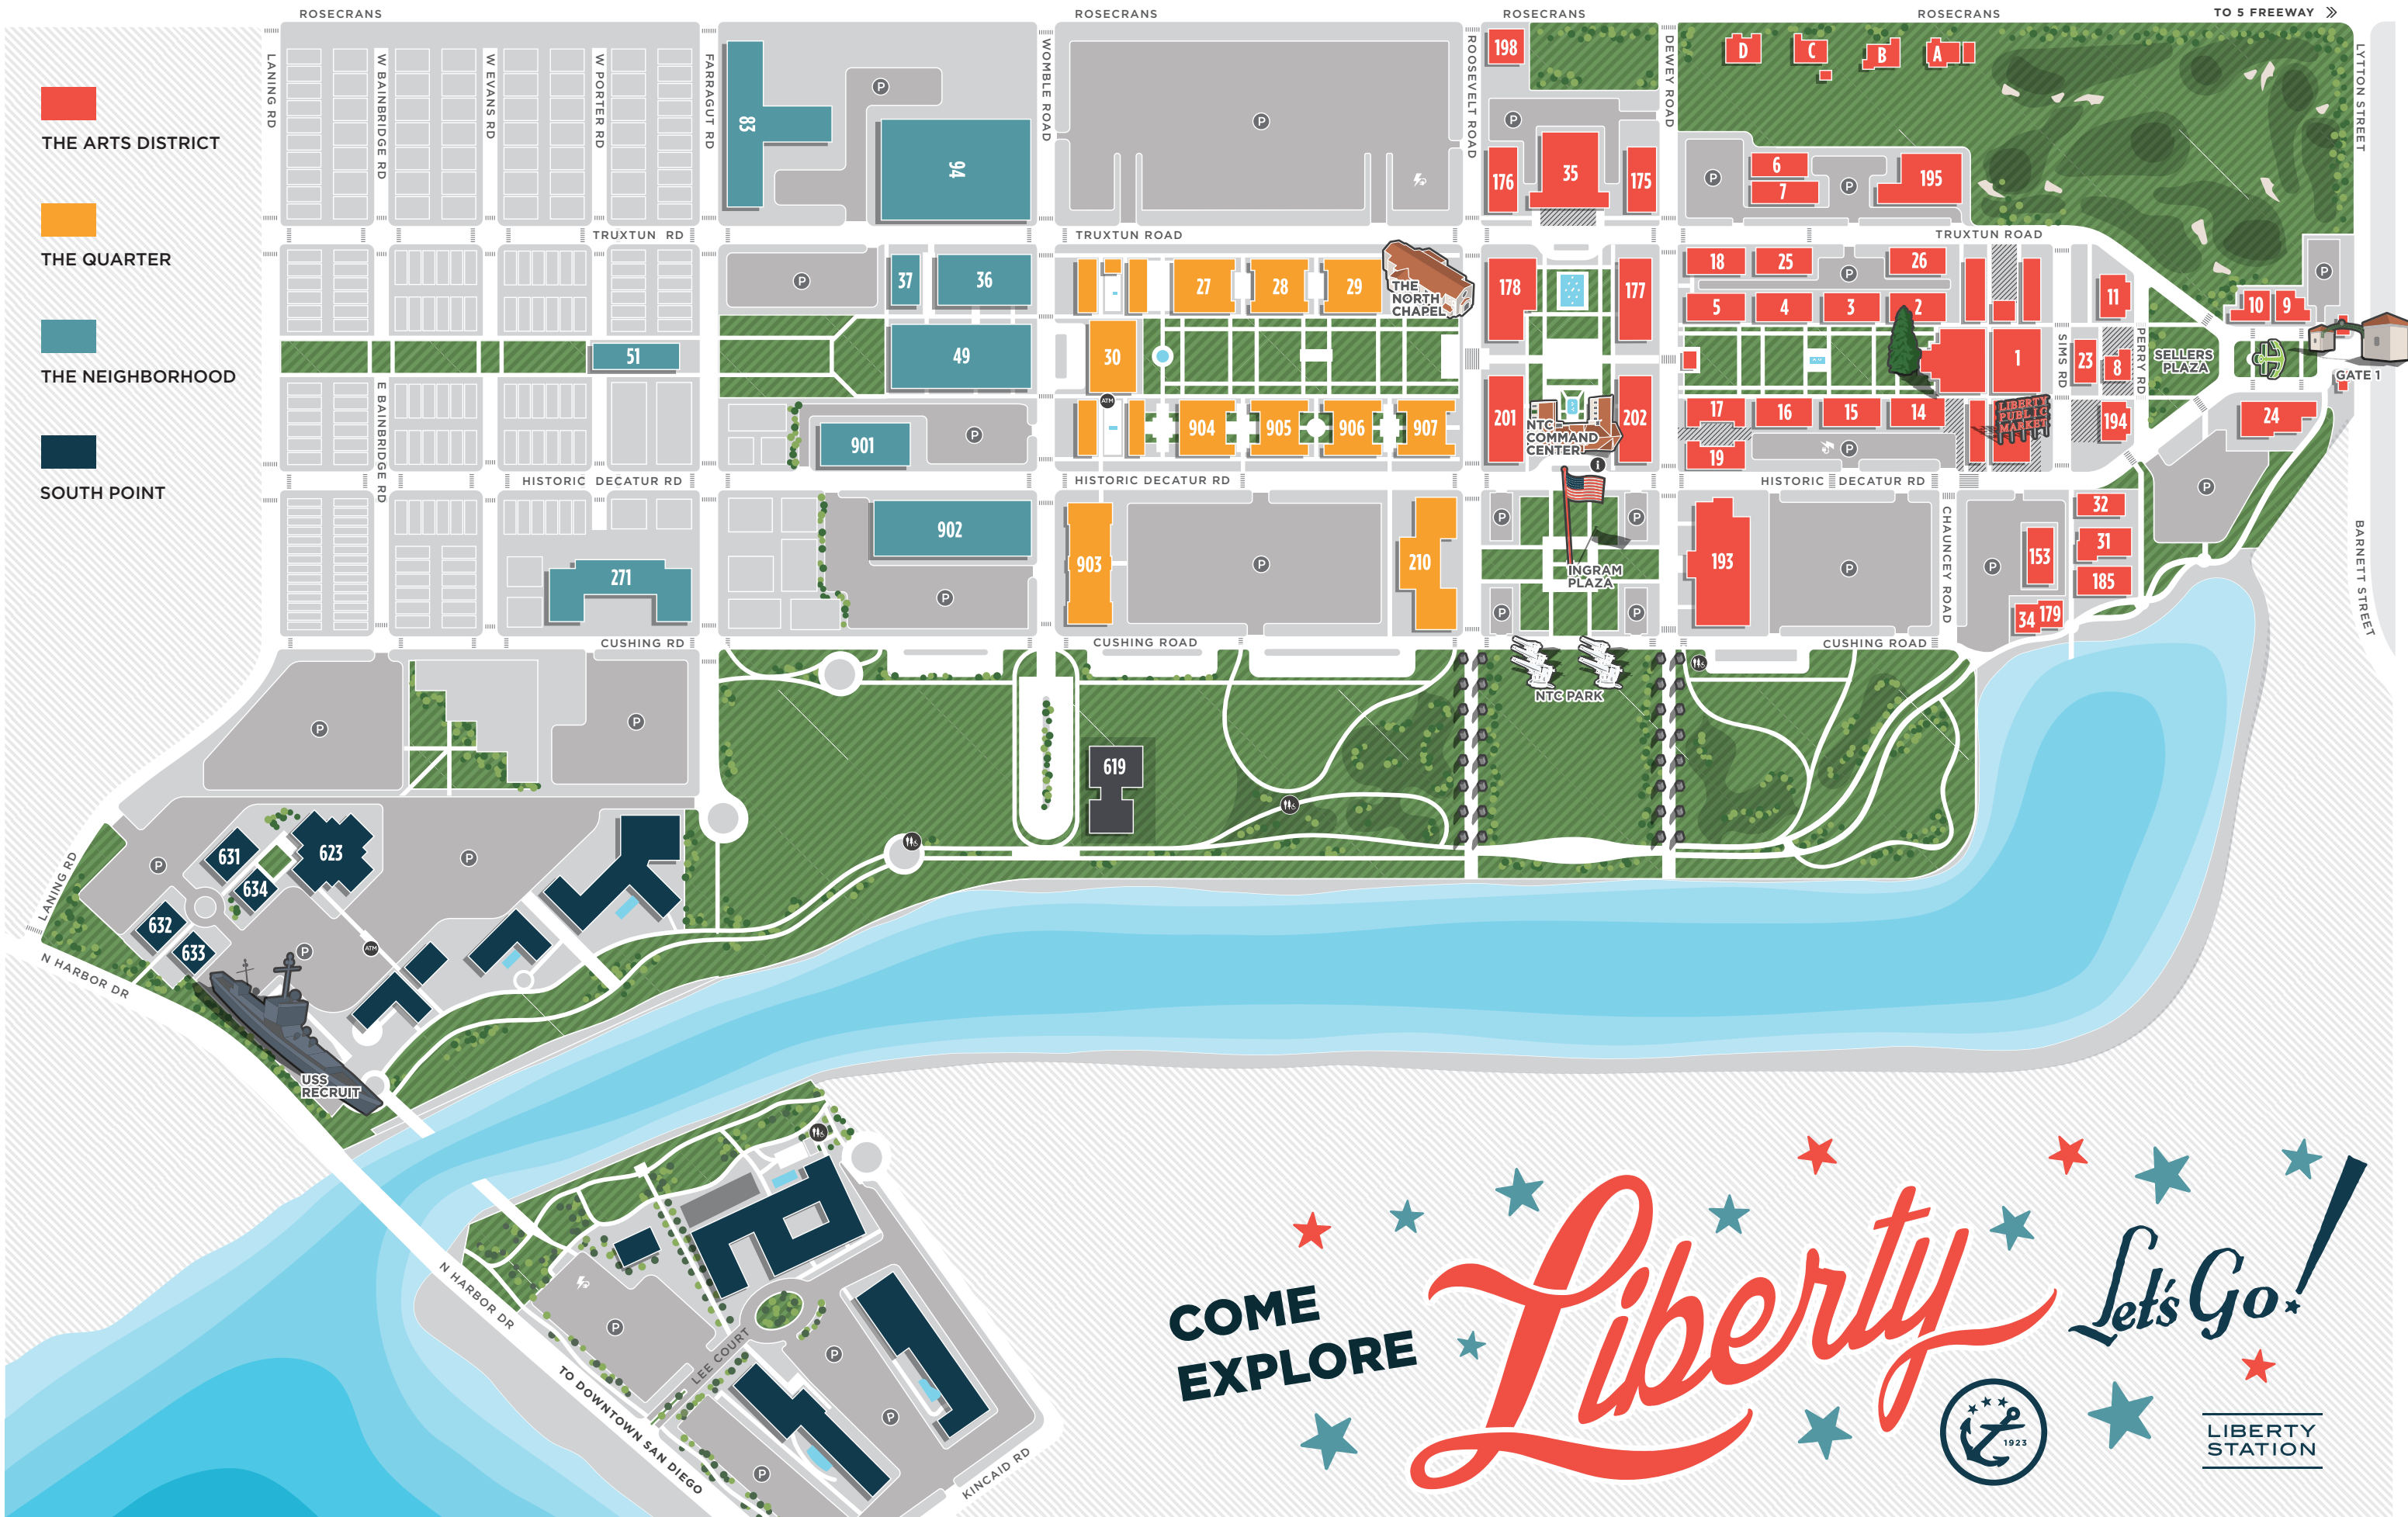 ROSECRANS
ROSECRANS
ROSECRANS
ROSECRANS
TO 5 FREEWAY »
THE ARTS DISTRICT
THE QUARTER
THE NEIGHBORHOOD
SOUTH POINT
LANING RD
W BAINBRIDGE RD
W EVANS RD
W PORTER RD
FARRAGUT RD
WOMBLE ROAD
ROOSEVELT ROAD
DEWEY ROAD
LYTTON STREET
83
94
P
P
198
P
176
35
175
D
C
B
A
P
6
7
P
195
TRUXTUN RD
TRUXTUN ROAD
TRUXTUN ROAD
P
37
36
27
28
29
THE
NORTH
CHAPEL
178
177
18
25
P
26
5
4
3
2
11
10
9
P
51
49
30
1
SIMS RD
23
8
PERRY RD
SELLERS
PLAZA
GATE 1
E BAINBRIDGE RD
901
P
ATM
904
905
906
907
201
NTC
COMMAND
CENTER
202
i
17
16
15
14
19
P
LIBERTY
PUBLIC
MARKET
194
24
P
HISTORIC DECATUR RD
HISTORIC DECATUR RD
HISTORIC DECATUR RD
271
902
P
903
P
210
P
P
INGRAM
PLAZA
P
P
193
P
CHAUNCEY ROAD
P
153
32
31
185
34
179
BARNETT STREET
CUSHING RD
CUSHING ROAD
CUSHING ROAD
NTC PARK
P
P
619
P
631
623
P
634
632
633
P
ATM
LANING RD
N HARBOR DR
USS
RECRUIT
N HARBOR DR
P
LEE COURT
P
P
P
TO DOWNTOWN SAN DIEGO
KINCAID RD
COME
EXPLORE
Liberty
Let's Go!
1923
LIBERTY
STATION